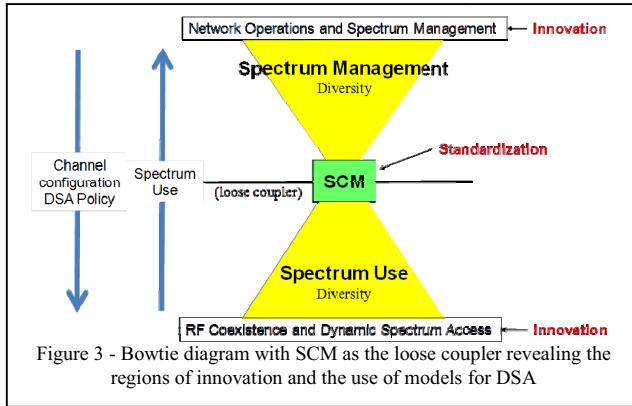 Network Operations and Spectrum Management
Innovation
Spectrum Management
Diversity
Standardization
Channel
configuration
DSA Policy
Spectrum
Use
(loose coupler)
SCM
Spectrum Use
Diversity
RF Coexistence and Dynamic Spectrum Access
Innovation
Figure 3 - Bowtie diagram with SCM as the loose coupler revealing the
regions of innovation and the use of models for DSA